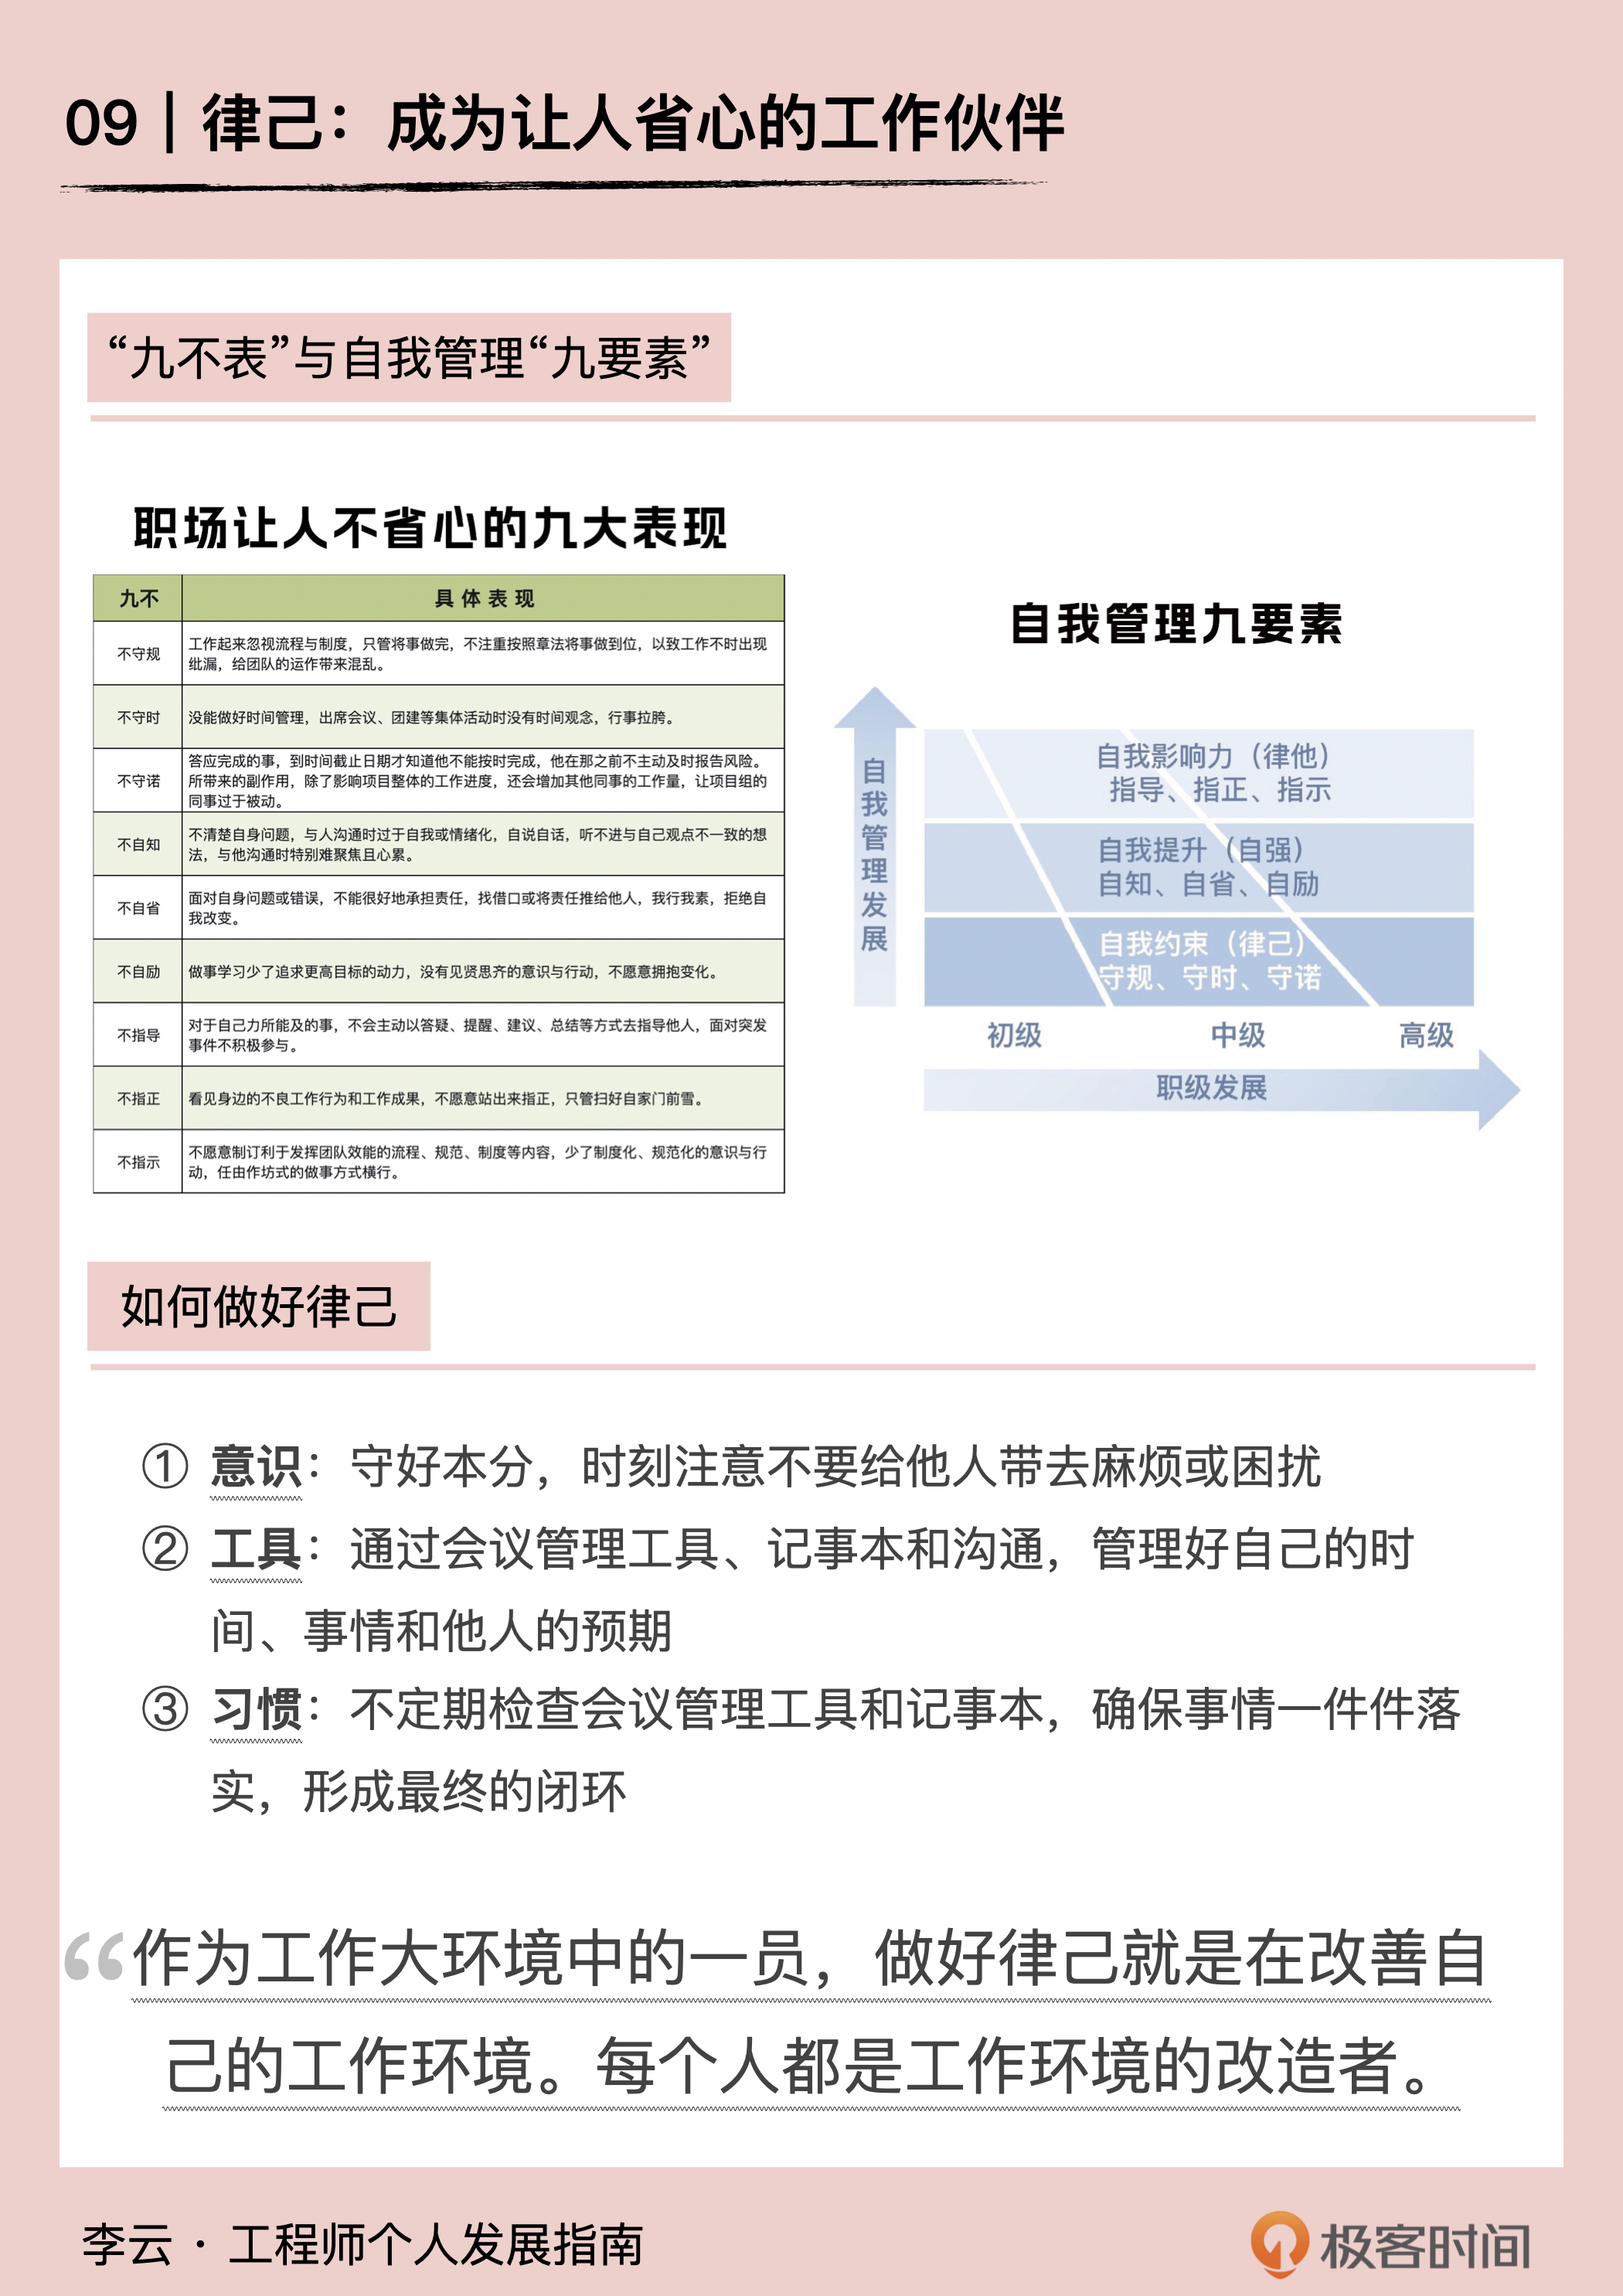 09｜律己：成为让人省心的工作伙伴
“九不表”与自我管理“九要素”
职场让人不省心的九大表现
九不 具体表现
不守规 工作起来忽视流程与制度，只管将事做完，不注重按照章法将事做到位，以致工作不时出现
纰漏，给团队的运作带来混乱。
不守时 没能做好时间管理，出席会议、团建等集体活动时没有时间观念，行事拉胯。
不守诺 答应完成的事，到时间截止日期才知道他不能按时完成，他在那之前不主动及时报告风险。
所带来的副作用，除了影响项目整体的工作进度，还会增加其他同事的工作量，让项目组的
同事过于被动。
不自知 不清楚自身问题，与人沟通时过于自我或情绪化，自说自话，听不进与自己观点不一致的想
法，与他沟通时特别难聚焦且心累。
不自省 面对自身问题或错误，不能很好地承担责任，找借口或将责任推给他人，我行我素，拒绝自
我改变。
不自励 做事学习少了追求更高目标的动力，没有见贤思齐的意识与行动，不愿意拥抱变化。
不指导 对于自己力所能及的事，不会主动以答疑、提醒、建议、总结等方式去指导他人，面对突发
事件不积极参与。
不指正 看见身边的不良工作行为和工作成果，不愿意站出来指正，只管扫好自家门前雪。
不指示 不愿意制订利于发挥团队效能的流程、规范、制度等内容，少了制度化、规范化的意识与行
动，任由作坊式的做事方式横行。
自我管理九要素
自我管理发展
自我影响力（律他）
指导、指正、指示
自我提升（自强）
自知、自省、自励
自我约束（律己）
守规、守时、守诺
初级 中级 高级
职级发展
如何做好律己
① 意识：守好本分，时刻注意不要给他人带去麻烦或困扰
② 工具：通过会议管理工具、记事本和沟通，管理好自己的时
间、事情和他人的预期
③ 习惯：不定期检查会议管理工具和记事本，确保事情一件件落
实，形成最终的闭环
“作为工作大环境中的一员，做好律己就是在改善自
己的工作环境。每个人都是工作环境的改造者。
李云 · 工程师个人发展指南
极客时间